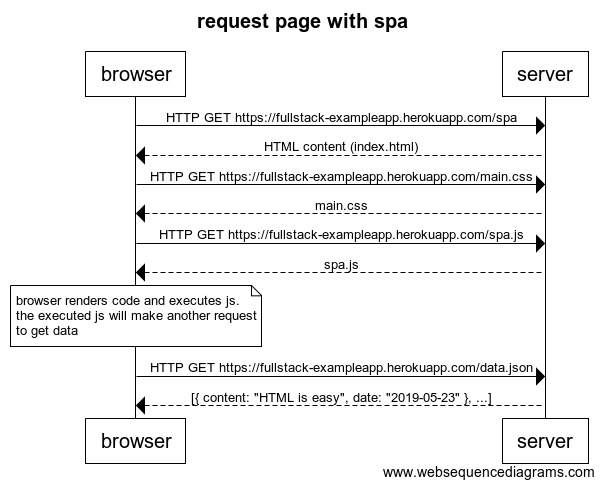 request page with spa
browser
server
HTTP GET https://fullstack-exampleapp.herokuapp.com/spa
HTML content (index.html)
HTTP GET https://fullstack-exampleapp.herokuapp.com/main.css
main.css
HTTP GET https://fullstack-exampleapp.herokuapp.com/spa.js
spa.js
browser renders code and executes js.
the executed js will make another request
to get data
HTTP GET https://fullstack-exampleapp.herokuapp.com/data.json
[{ content: "HTML is easy", date: "2019-05-23" }, ...]
browser
server
www.websequencediagrams.com